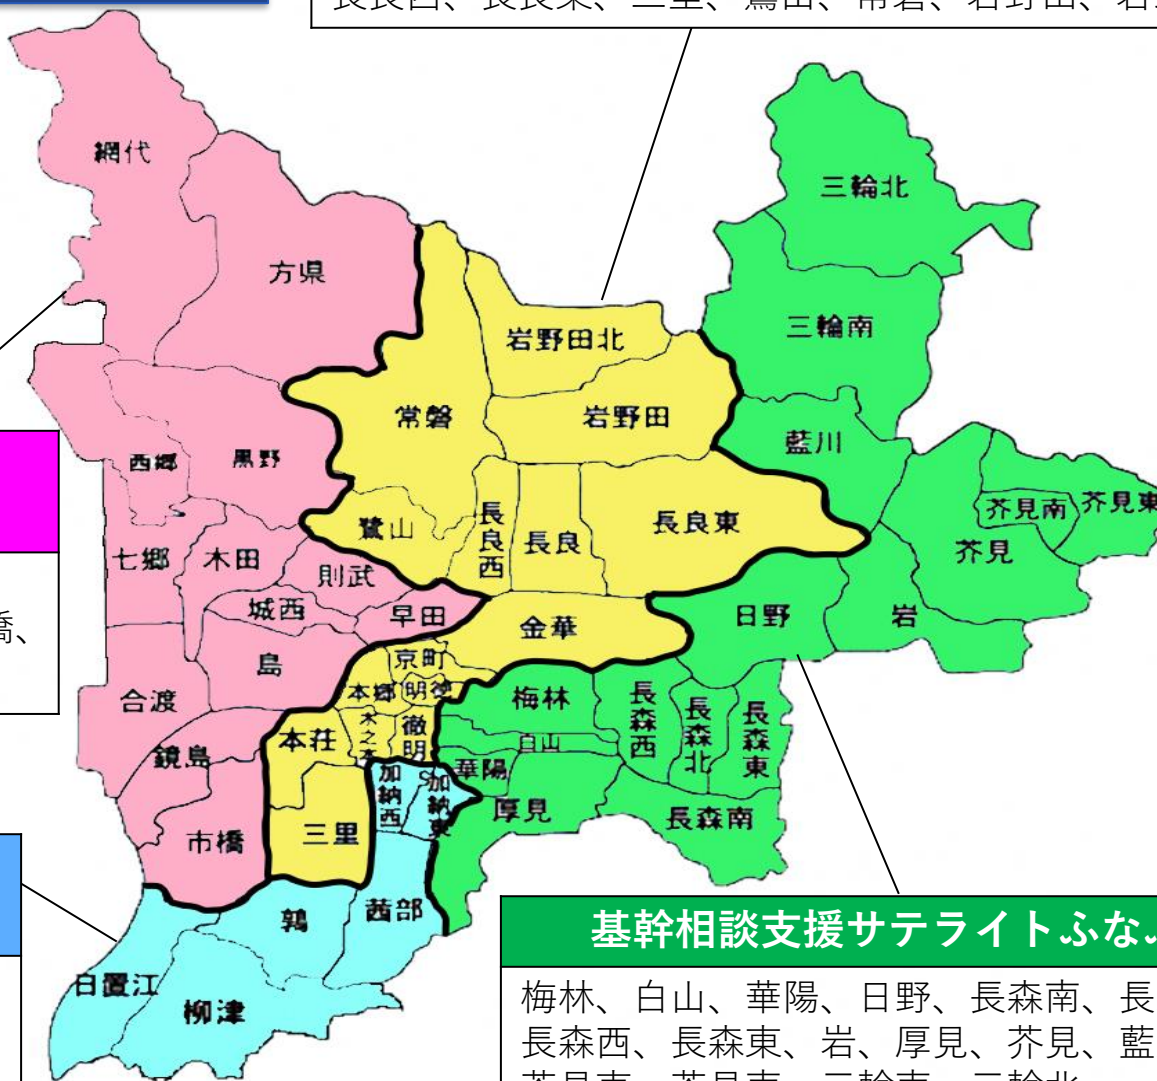 網代
三輪北
方県
三輪南
岩野田北
常磐
岩野田
藍川
西郷
黒野
芥見東
芥見南
鷺山
長良西
長良
長良東
芥見
七郷
木田
則武
城西
早田
金華
日野
岩
島
京町
本郷
明徳
合渡
梅林
長森西
長森北
長森東
本荘
木之本
徹明
白山
鏡島
加納西
加納東
華陽
厚見
長森南
市橋
三里
鶉
茜部
日置江
柳津
橋、
基幹相談支援サテライトふな
梅林、白山、華陽、日野、長森南、長
長森西、長森東、岩、厚見、芥見、藍